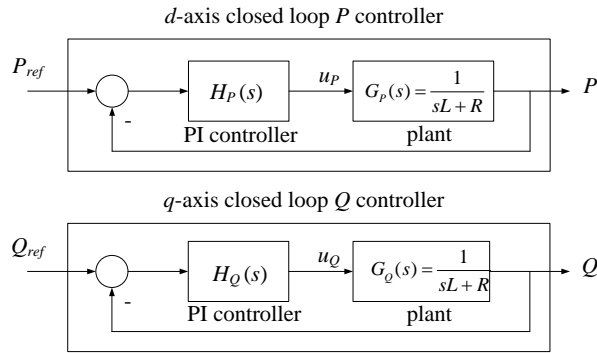 d-axis closed loop P controller
P_ref
-
H_P(s)
PI controller
u_P
G_P(s) = 1/(sL + R)
plant
P
q-axis closed loop Q controller
Q_ref
-
H_Q(s)
PI controller
u_Q
G_Q(s) = 1/(sL + R)
plant
Q